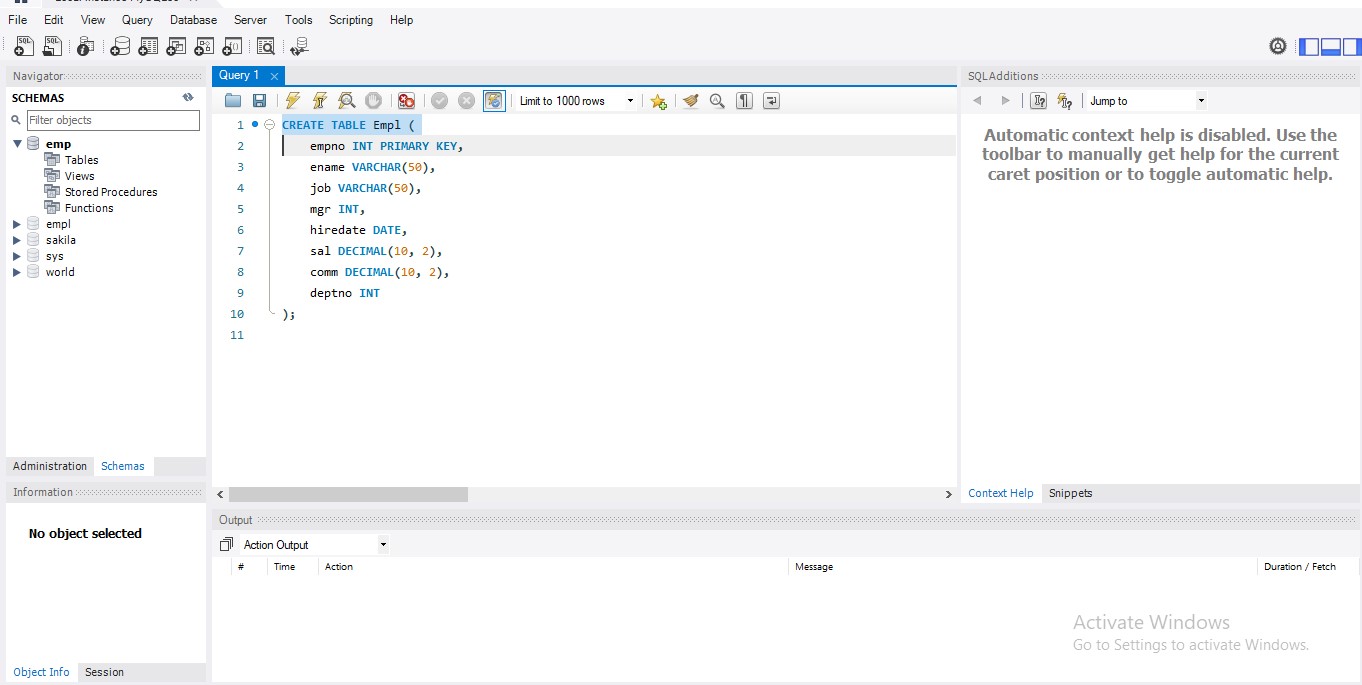 File Edit View Query Database Server Tools Scripting Help
Navigator
SCHEMAS
Filter objects
emp
Tables
Views
Stored Procedures
Functions
empl
sakila
sys
world
Administration Schemas
Information
No object selected
Object Info Session
Query 1
Limit to 1000 rows
1 CREATE TABLE Empl (
2 empno INT PRIMARY KEY,
3 ename VARCHAR(50),
4 job VARCHAR(50),
5 mgr INT,
6 hiredate DATE,
7 sal DECIMAL(10, 2),
8 comm DECIMAL(10, 2),
9 deptno INT
10 );
11
SQLAdditions
Jump to
Automatic context help is disabled. Use the
toolbar to manually get help for the current
caret position or to toggle automatic help.
Context Help Snippets
Output
Action Output
# Time Action Message Duration / Fetch
Activate Windows
Go to Settings to activate Windows.